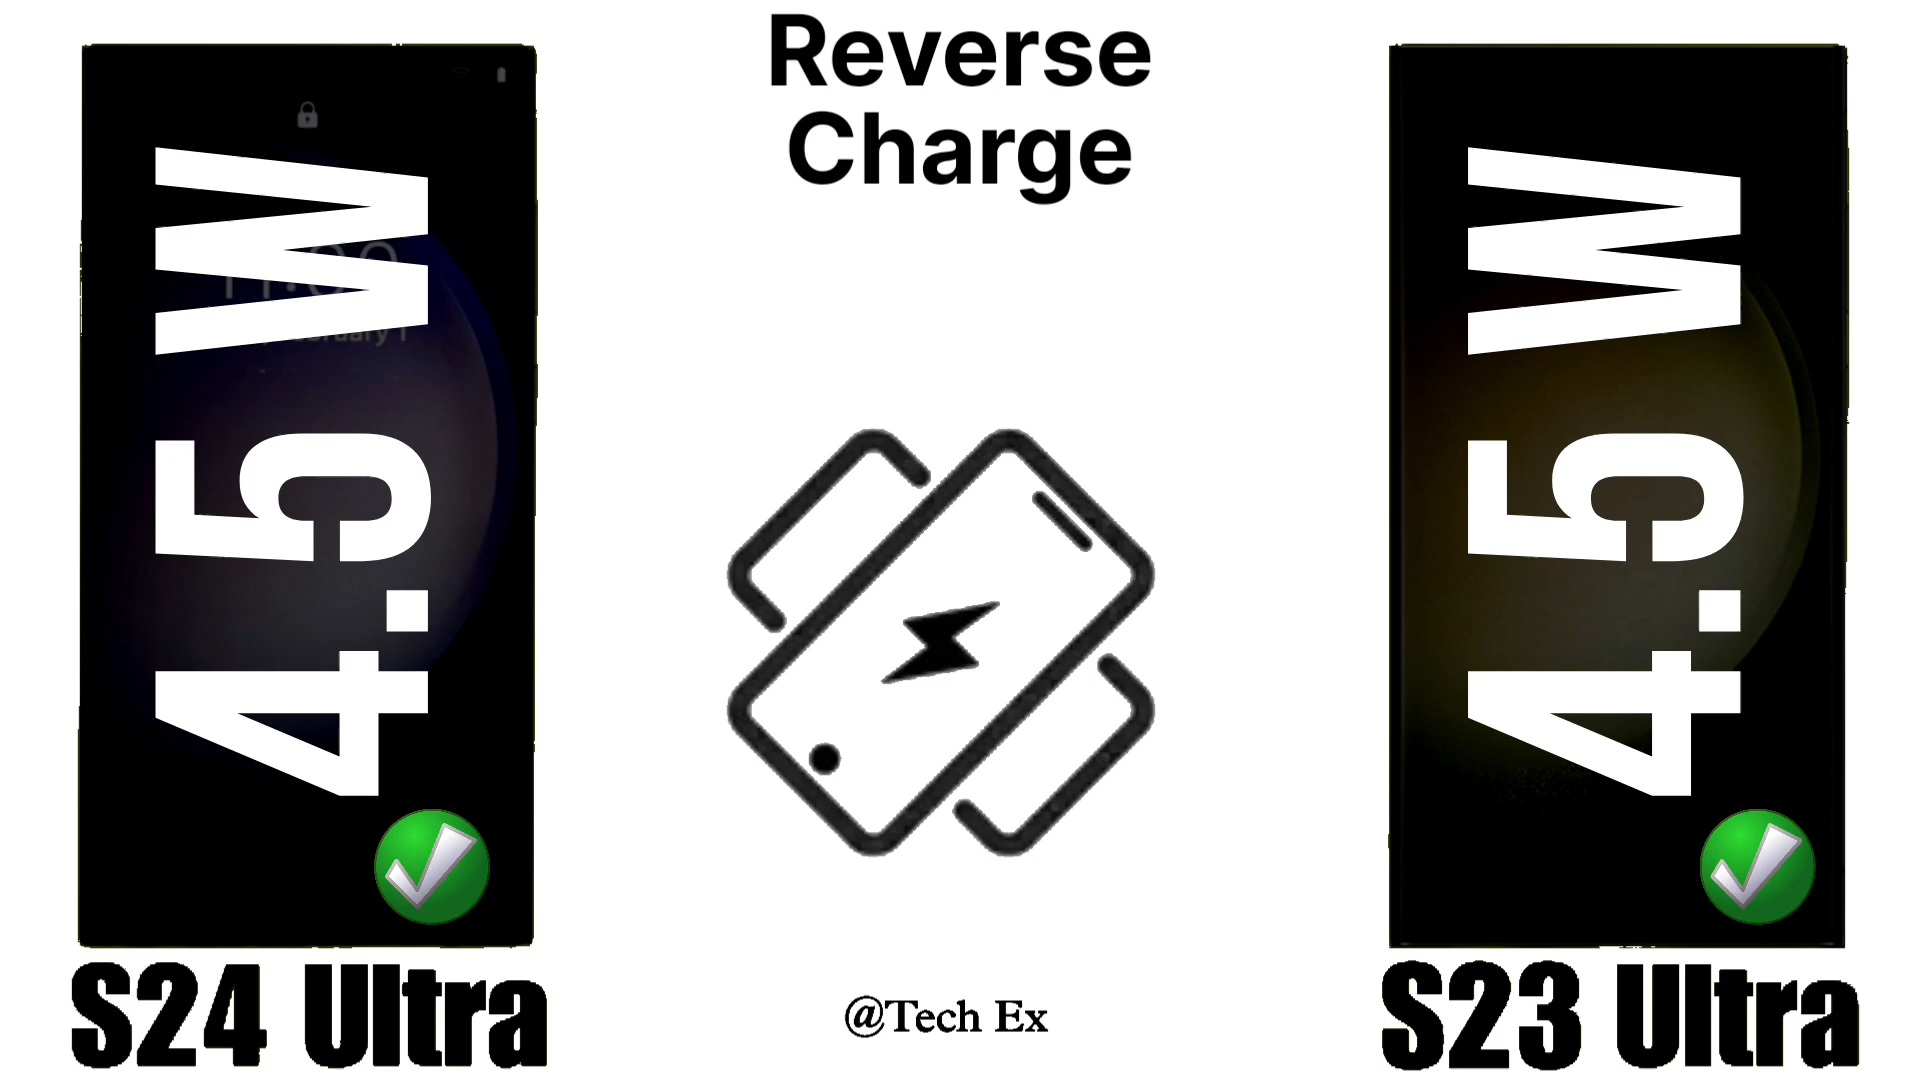 Reverse
Charge
4.5 W
4.5 W
S24 Ultra
@Tech Ex
S23 Ultra